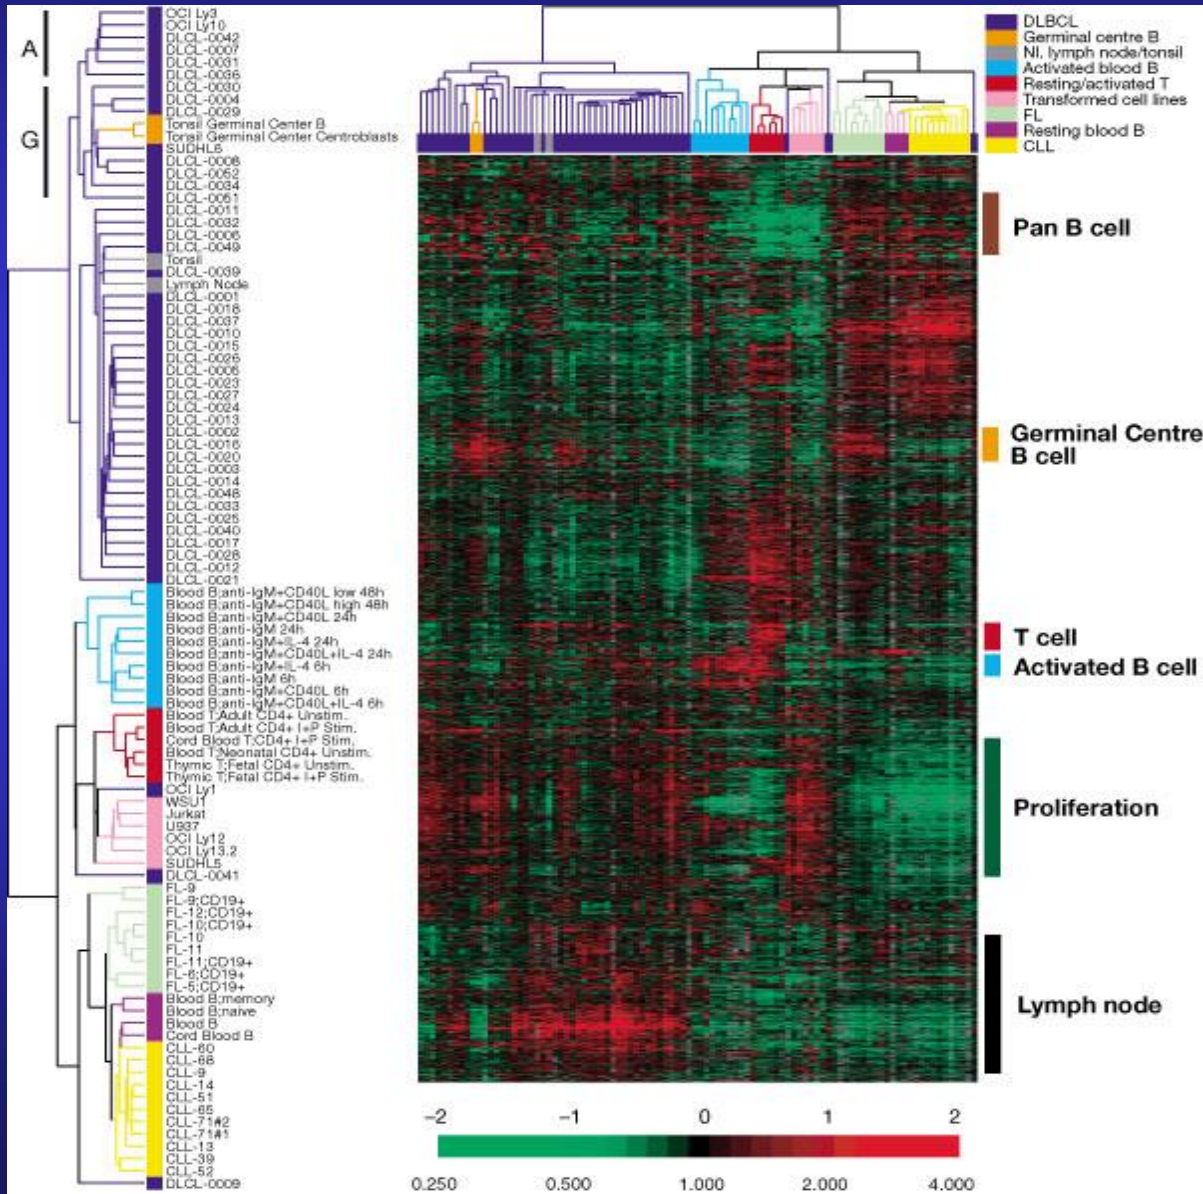 A
G
OCI Ly3
OCI Ly10
DLCL-0042
DLCL-0007
DLCL-0031
DLCL-0036
DLCL-0030
DLCL-0004
DLCL-0029
Tonsil Germinal Center B
Tonsil Germinal Center Centroblasts
SUDHL6
DLCL-0008
DLCL-0052
DLCL-0034
DLCL-0051
DLCL-0011
DLCL-0032
DLCL-0006
DLCL-0049
Tonsil
DLCL-0039
Lymph Node
DLCL-0001
DLCL-0018
DLCL-0037
DLCL-0010
DLCL-0015
DLCL-0026
DLCL-0005
DLCL-0023
DLCL-0027
DLCL-0024
DLCL-0013
DLCL-0002
DLCL-0016
DLCL-0020
DLCL-0003
DLCL-0014
DLCL-0048
DLCL-0033
DLCL-0025
DLCL-0040
DLCL-0017
DLCL-0028
DLCL-0012
DLCL-0021
Blood B;anti-IgM+CD40L low 48h
Blood B;anti-IgM+CD40L high 48h
Blood B;anti-IgM+CD40L 24h
Blood B;anti-IgM 24h
Blood B;anti-IgM+IL-4 24h
Blood B;anti-IgM+CD40L+IL-4 24h
Blood B;anti-IgM+IL-4 6h
Blood B;anti-IgM 6h
Blood B;anti-IgM+CD40L 6h
Blood B;anti-IgM+CD40L+IL-4 6h
Blood T;Adult CD4+ Unstim.
Blood T;Adult CD4+ I+P Stim.
Cord Blood T;CD4+ I+P Stim.
Blood T;Neonatal CD4+ Unstim.
Thymic T;Fetal CD4+ Unstim.
Thymic T;Fetal CD4+ I+P Stim.
OCI Ly1
WSU1
Jurkat
U937
OCI Ly12
OCI Ly13.2
SUDHL5
DLCL-0041
FL-9
FL-9;CD19+
FL-12;CD19+
FL-10;CD19+
FL-10
FL-11
FL-11;CD19+
FL-6;CD19+
FL-5;CD19+
Blood B;memory
Blood B;naive
Blood B
Cord Blood B
CLL-60
CLL-68
CLL-9
CLL-14
CLL-51
CLL-65
CLL-71#2
CLL-71#1
CLL-13
CLL-39
CLL-52
DLCL-0009
DLBCL
Germinal centre B
Nl. lymph node/tonsil
Activated blood B
Resting/activated T
Transformed cell lines
FL
Resting blood B
CLL
Pan B cell
Germinal Centre
B cell
T cell
Activated B cell
Proliferation
Lymph node
−2 −1 0 1 2
0.250 0.500 1.000 2.000 4.000